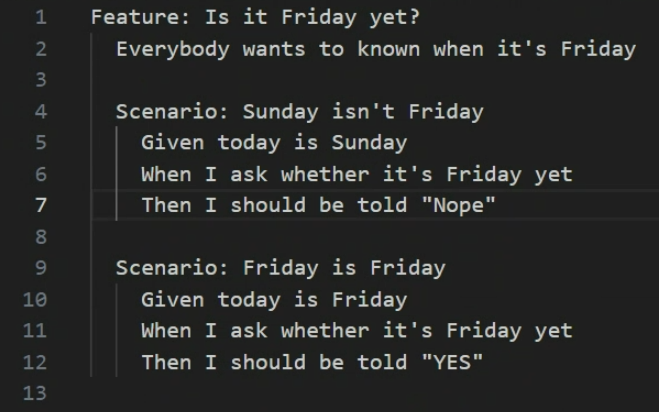 1 Feature: Is it Friday yet?
2 Everybody wants to known when it's Friday
3
4 Scenario: Sunday isn't Friday
5 Given today is Sunday
6 When I ask whether it's Friday yet
7 Then I should be told "Nope"
8
9 Scenario: Friday is Friday
10 Given today is Friday
11 When I ask whether it's Friday yet
12 Then I should be told "YES"
13